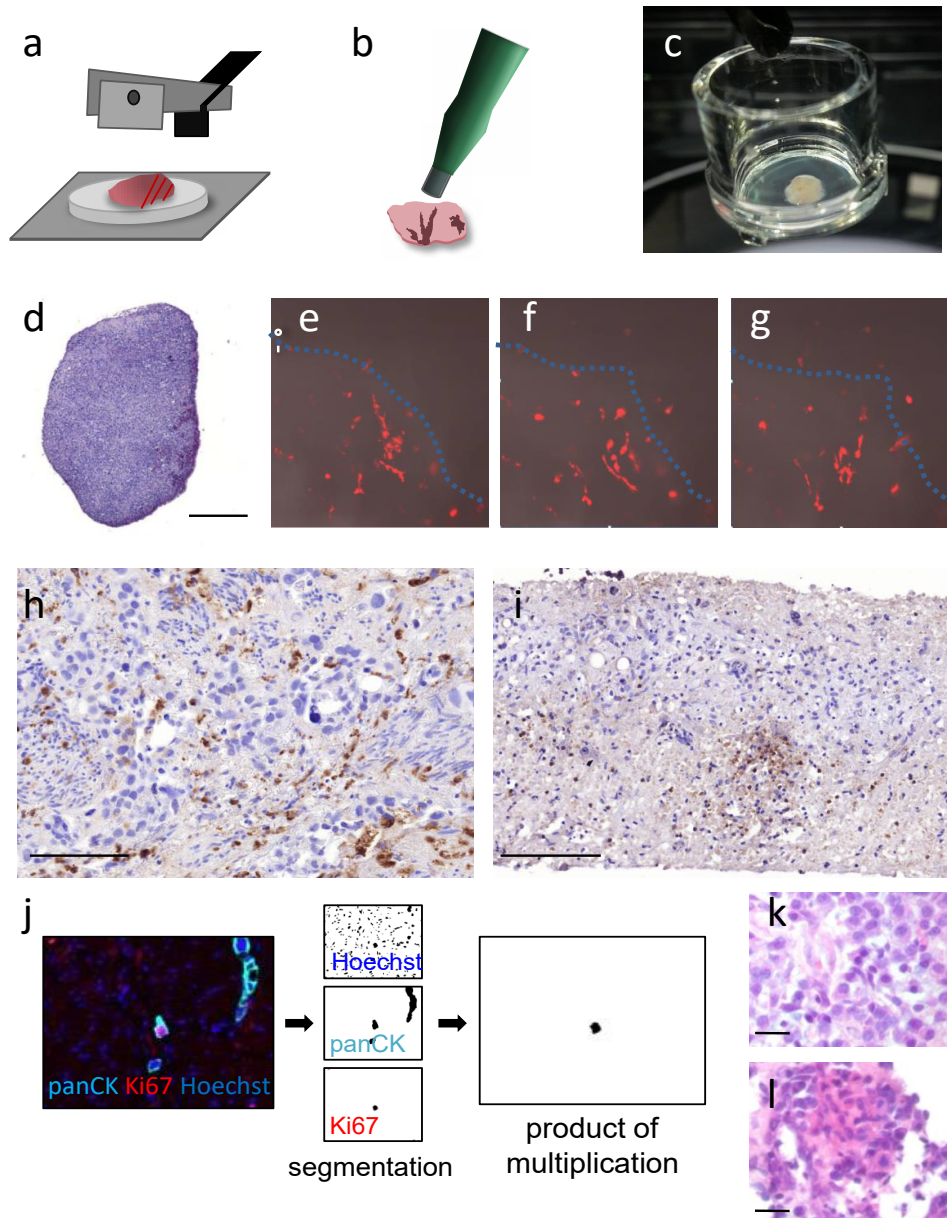 a
b
c
d
e
f
g
h
i
j
k
Hoechst
panCK
panCK Ki67 Hoechst
Ki67
l
segmentation
product of
multiplication